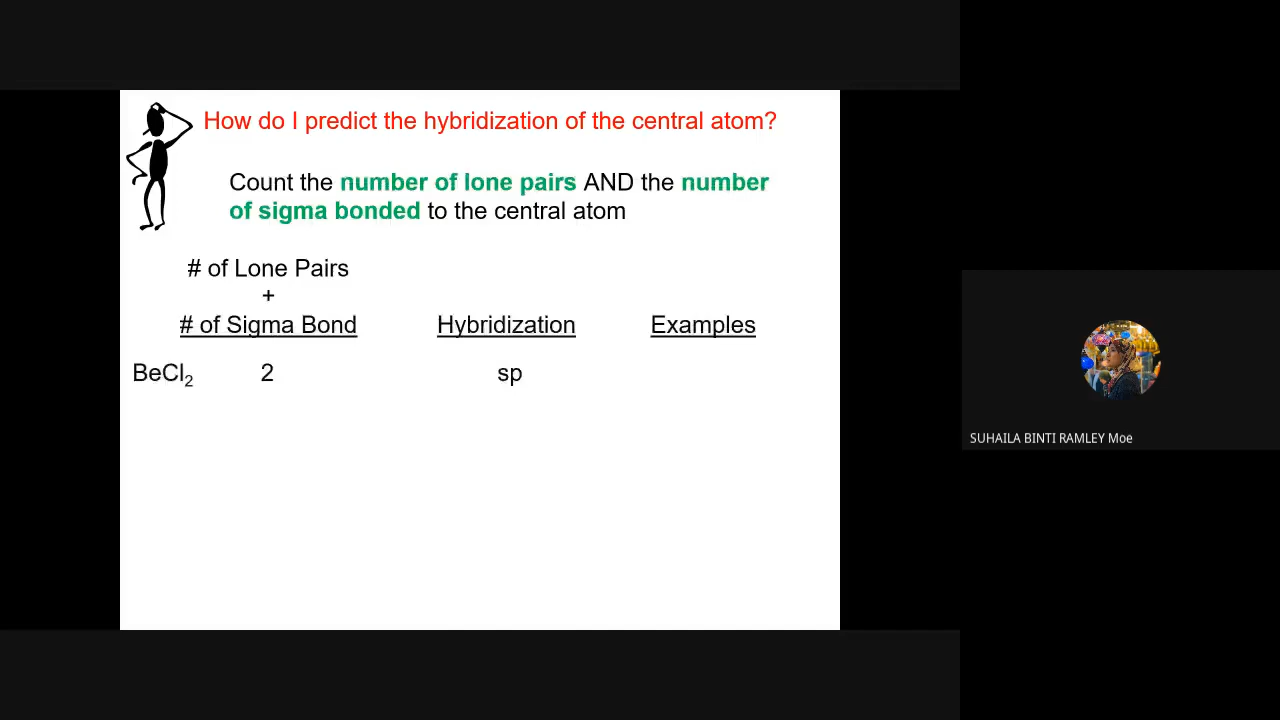 How do I predict the hybridization of the central atom?
Count the number of lone pairs AND the number
of sigma bonded to the central atom
# of Lone Pairs
+
# of Sigma Bond Hybridization Examples
BeCl₂ 2 sp
SUHAILA BINTI RAMLEY Moe